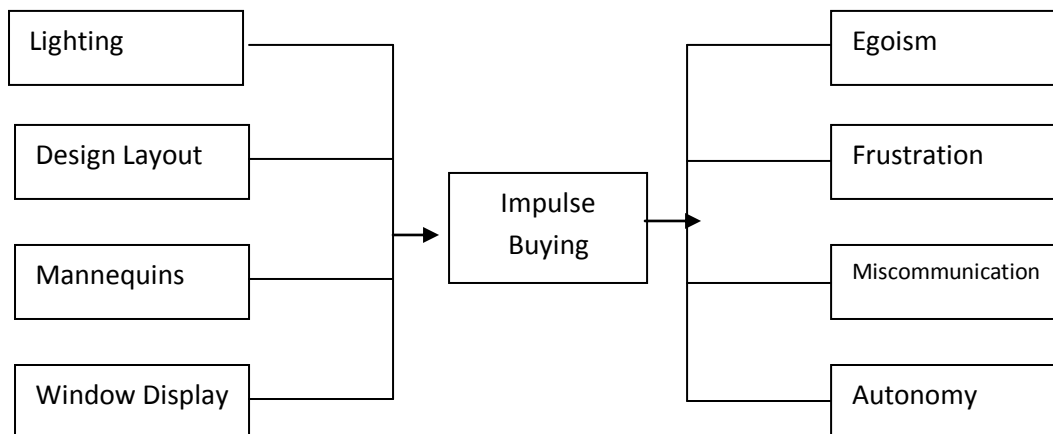 Lighting
Design Layout
Mannequins
Window Display
Impulse
Buying
Egoism
Frustration
Miscommunication
Autonomy